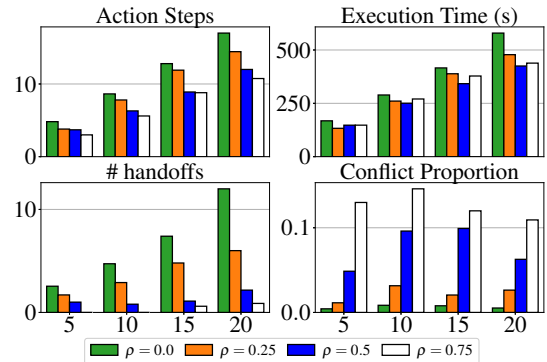 Action Steps
Execution Time (s)
10
0
500
250
0
# handoffs
Conflict Proportion
10
0
0.1
0.0
5 10 15 20
5 10 15 20
ρ = 0.0 ρ = 0.25 ρ = 0.5 ρ = 0.75